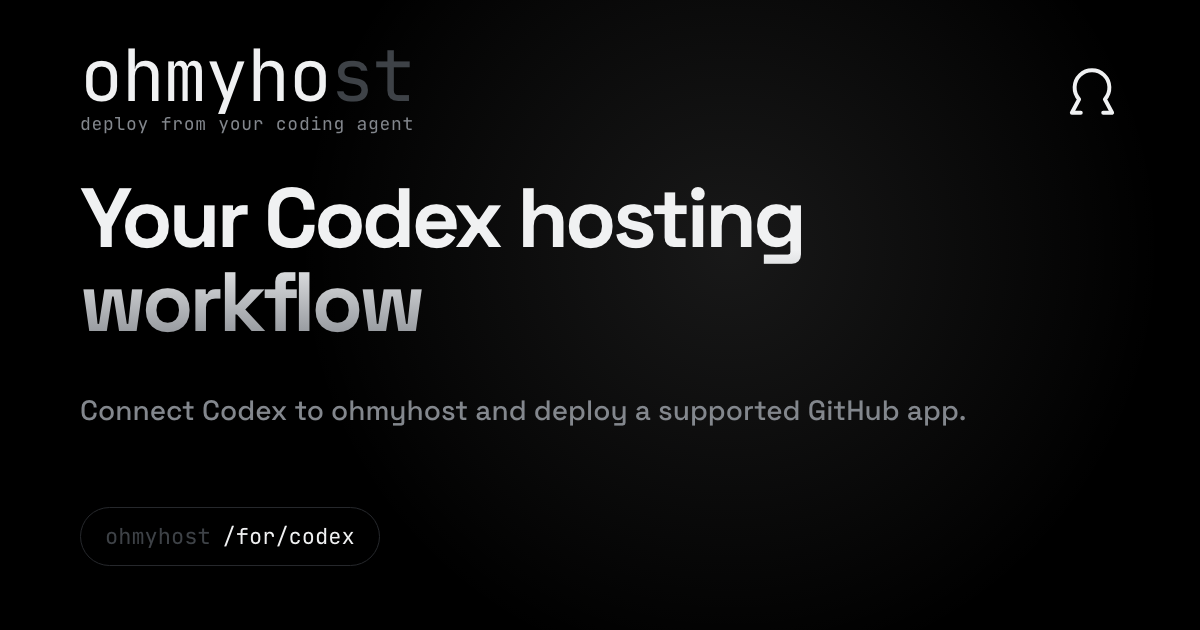 ohmyhost
deploy from your coding agent
Your Codex hosting
workflow
Connect Codex to ohmyhost and deploy a supported GitHub app.
ohmyhost /for/codex